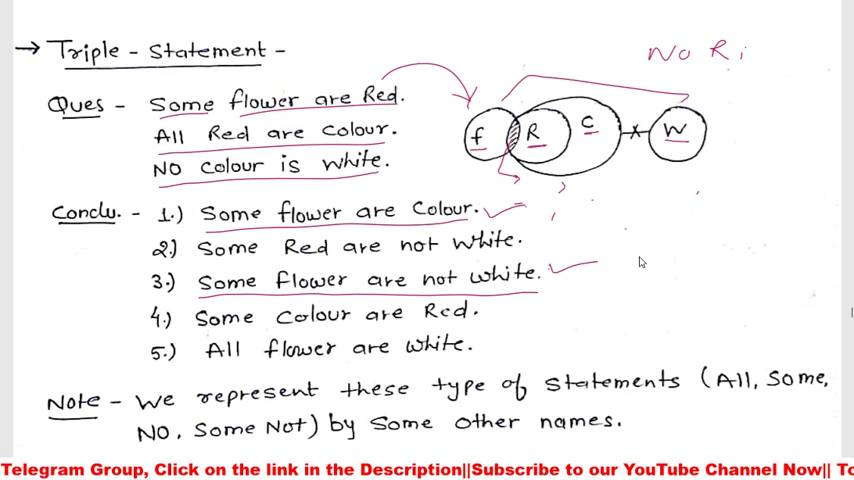 → Triple - Statement -
No Ri
Ques - Some flower are Red.
All Red are Colour.
NO Colour is white.
f R C W
Conclu. - 1.) Some flower are Colour.
2.) Some Red are not White.
3.) Some flower are not white.
4.) Some Colour are Red.
5.) All flower are white.
Note - We represent these type of Statements (All, Some,
NO, Some Not) by Some other names.
Telegram Group, Click on the link in the Description||Subscribe to our YouTube Channel Now|| To